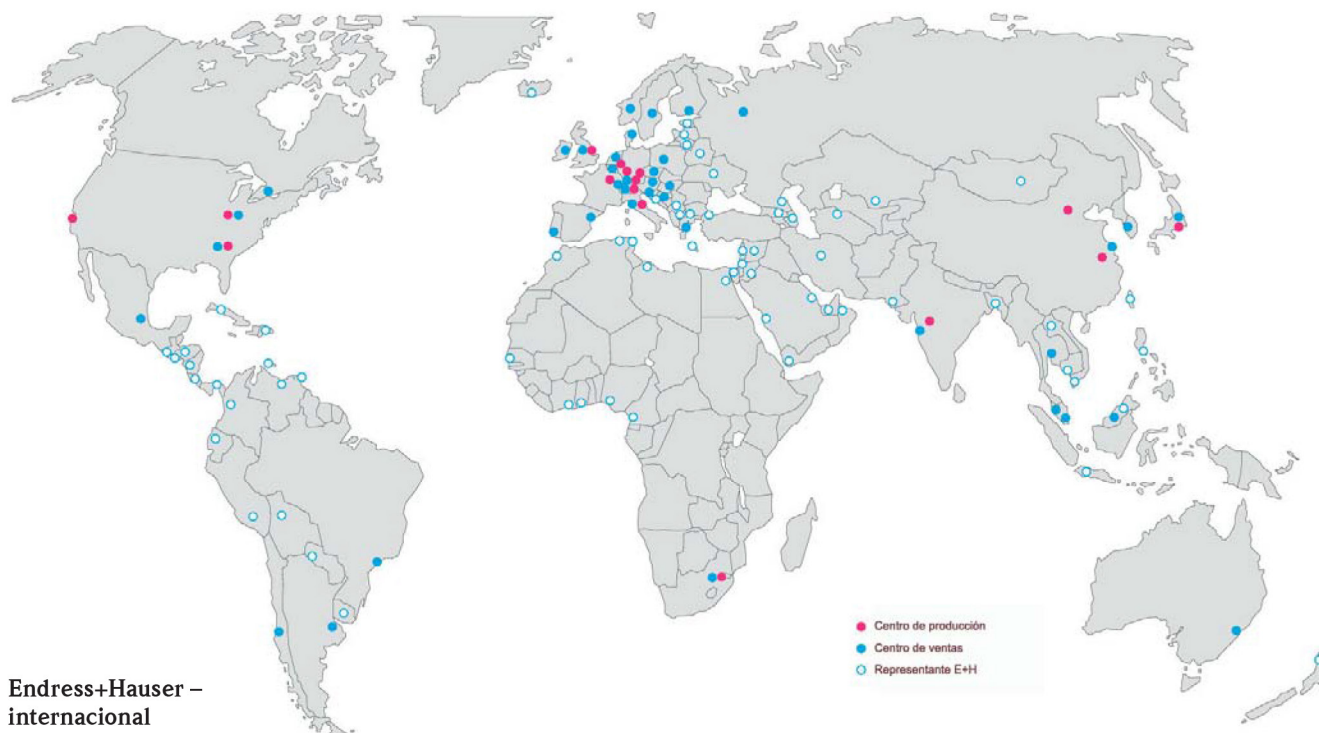 Centro de producción
Centro de ventas
Representante E+H
Endress+Hauser –
internacional